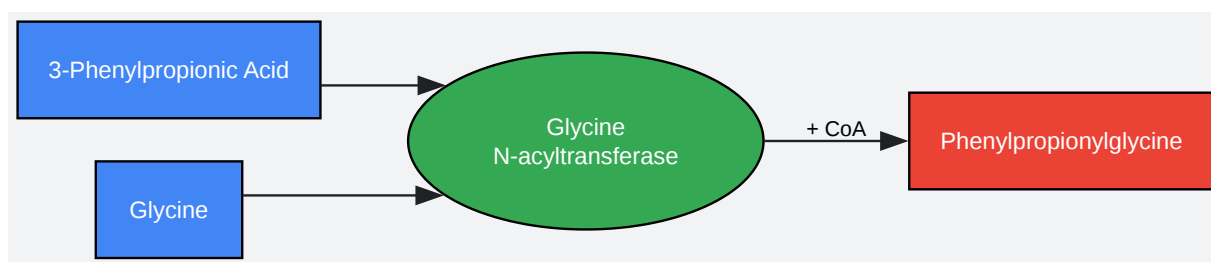 3-Phenylpropionic Acid
Glycine
Glycine
N-acyltransferase
+ CoA
Phenylpropionylglycine